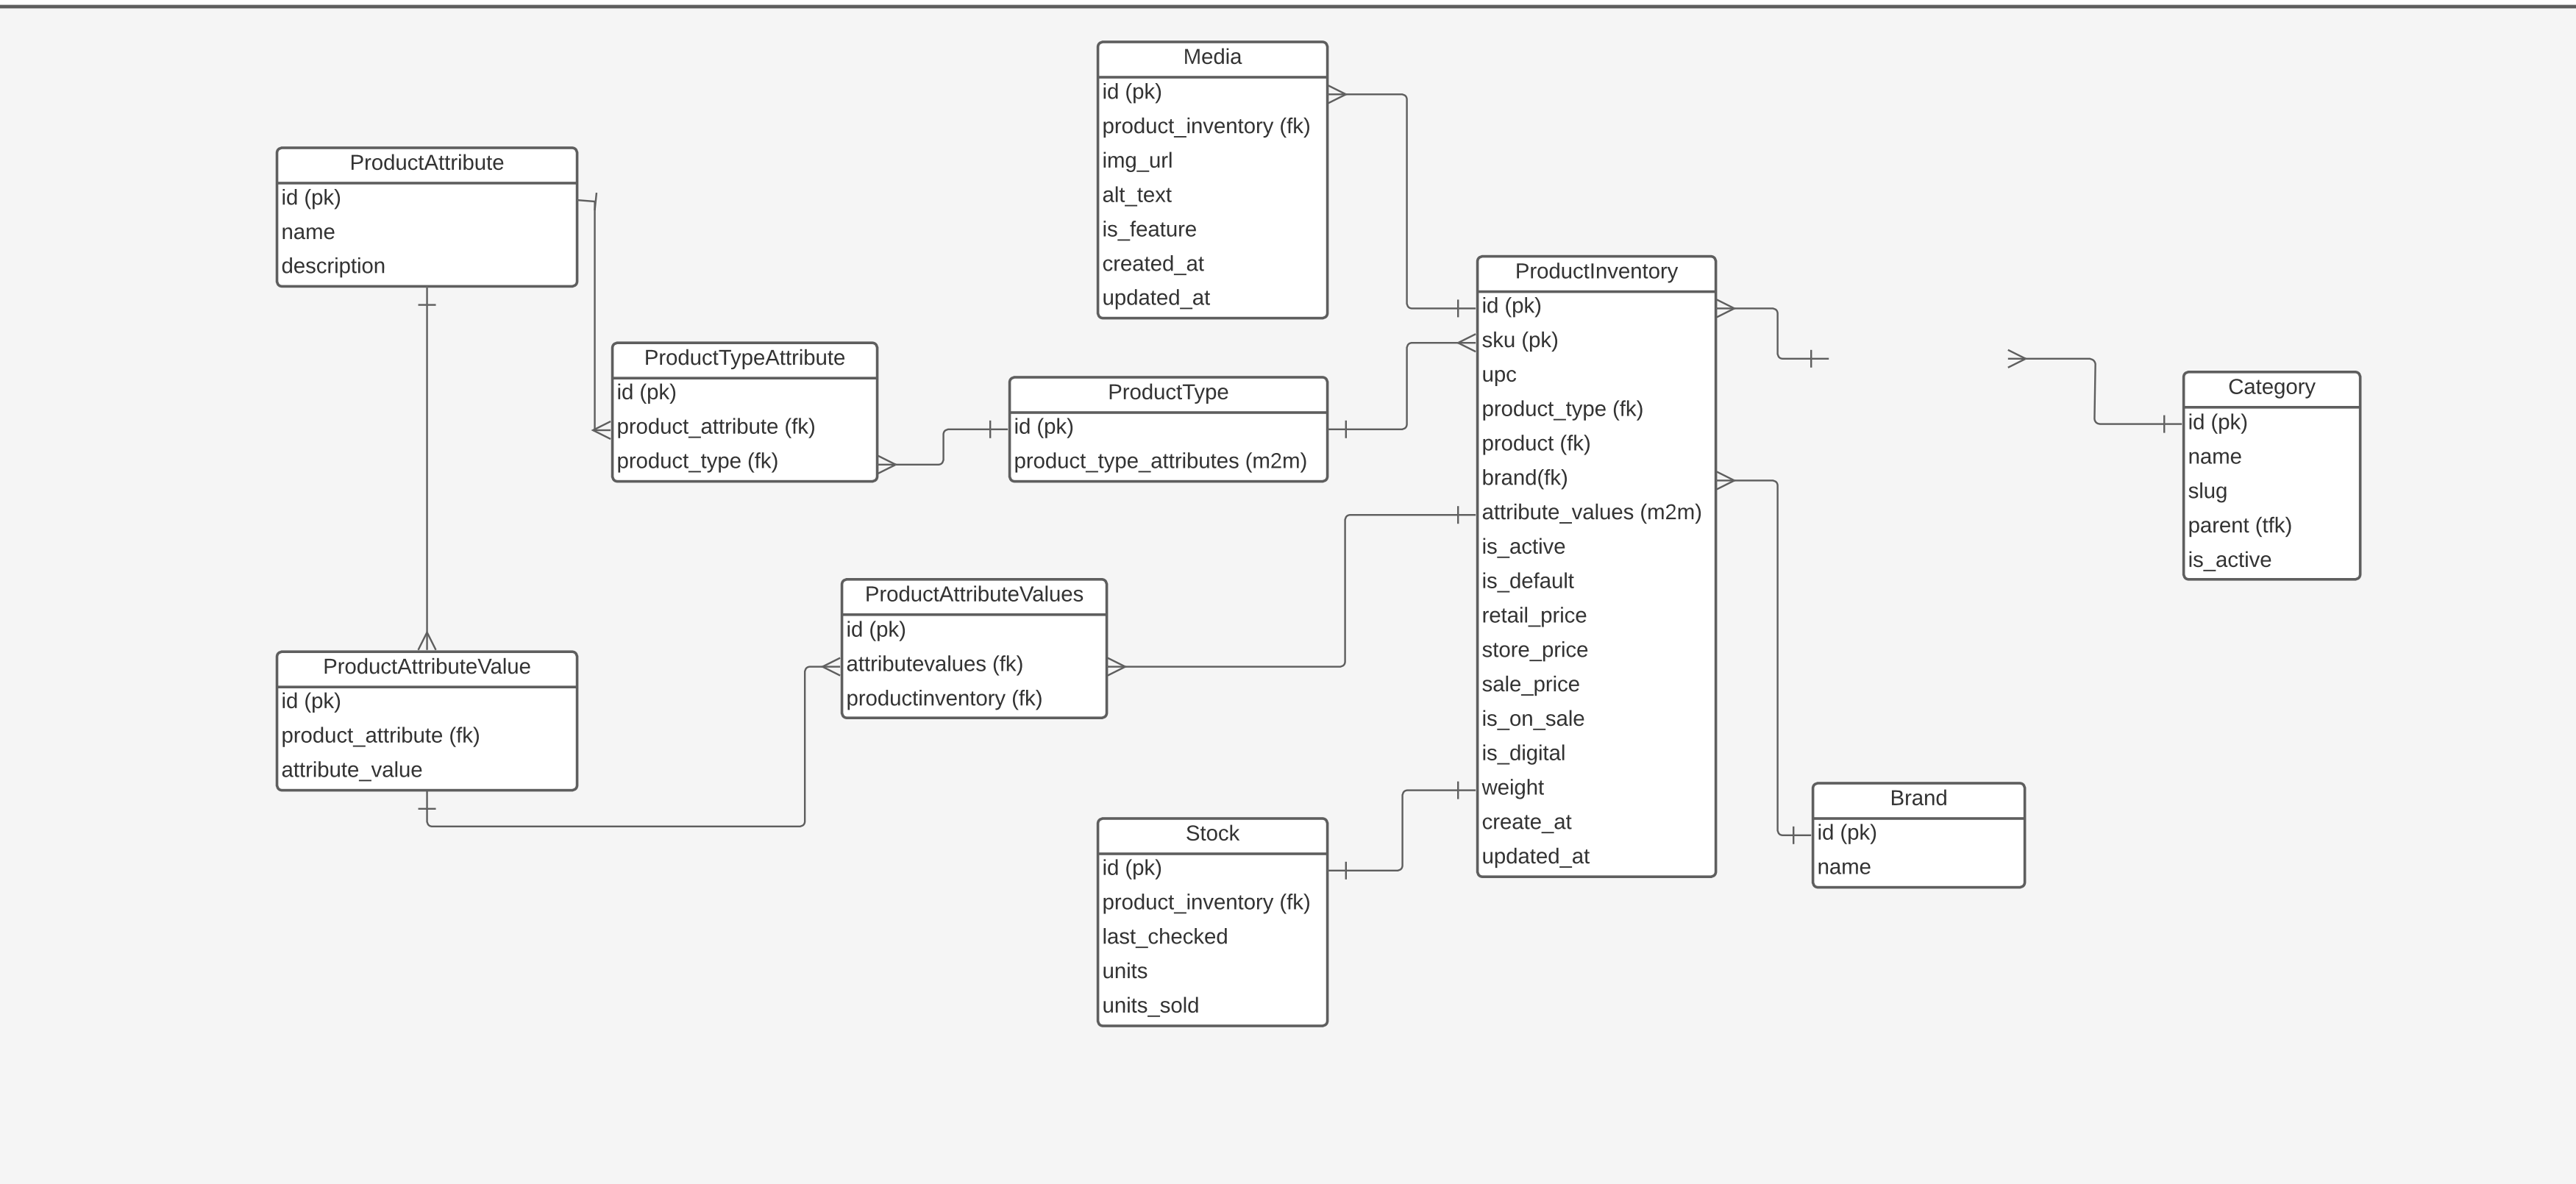 Media
id (pk)
product_inventory (fk)
img_url
alt_text
is_feature
created_at
updated_at
ProductAttribute
id (pk)
name
description
ProductTypeAttribute
id (pk)
product_attribute (fk)
product_type (fk)
ProductType
id (pk)
product_type_attributes (m2m)
ProductInventory
id (pk)
sku (pk)
upc
product_type (fk)
product (fk)
brand(fk)
attribute_values (m2m)
is_active
is_default
retail_price
store_price
sale_price
is_on_sale
is_digital
weight
create_at
updated_at
Category
id (pk)
name
slug
parent (tfk)
is_active
ProductAttributeValues
id (pk)
attributevalues (fk)
productinventory (fk)
ProductAttributeValue
id (pk)
product_attribute (fk)
attribute_value
Stock
id (pk)
product_inventory (fk)
last_checked
units
units_sold
Brand
id (pk)
name